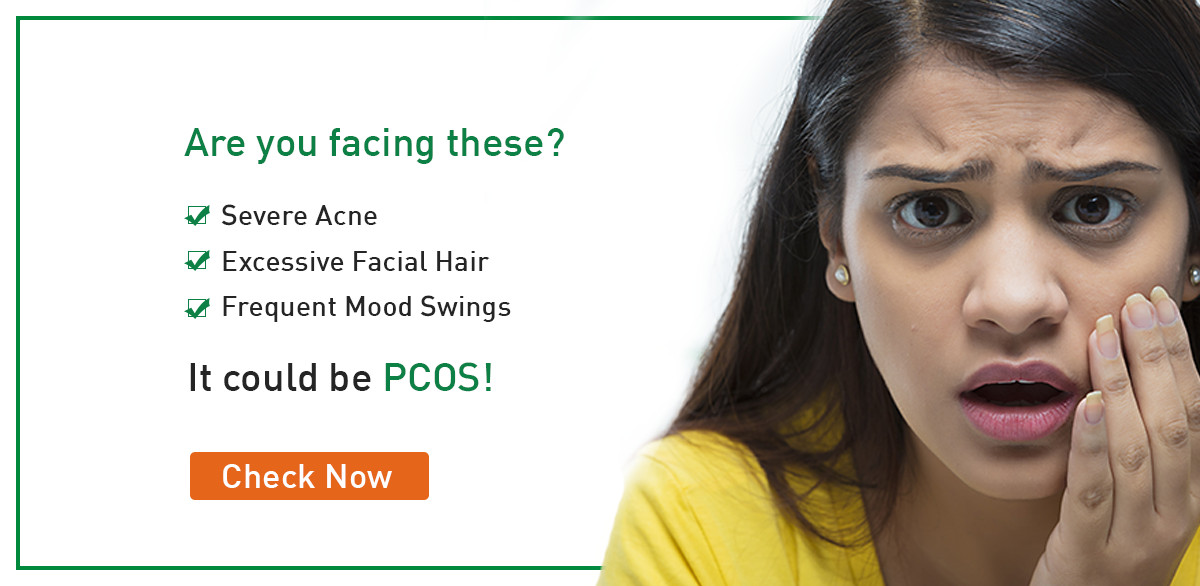 Are you facing these?
Severe Acne
Excessive Facial Hair
Frequent Mood Swings
It could be PCOS!
Check Now